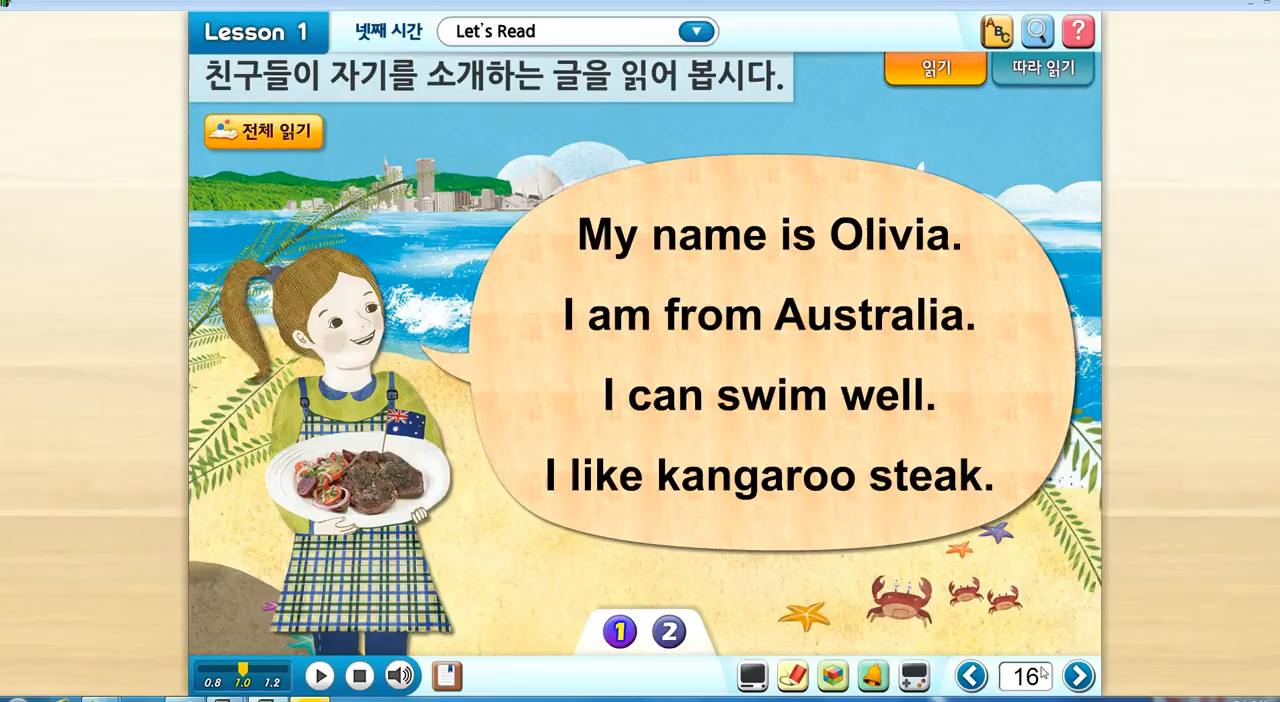 Lesson 1
넷째 시간
Let's Read
ABC
?
친구들이 자기를 소개하는 글을 읽어 봅시다.
읽기
따라 읽기
전체 읽기
My name is Olivia.
I am from Australia.
I can swim well.
I like kangaroo steak.
1 2
0.8 1.0 1.2
16